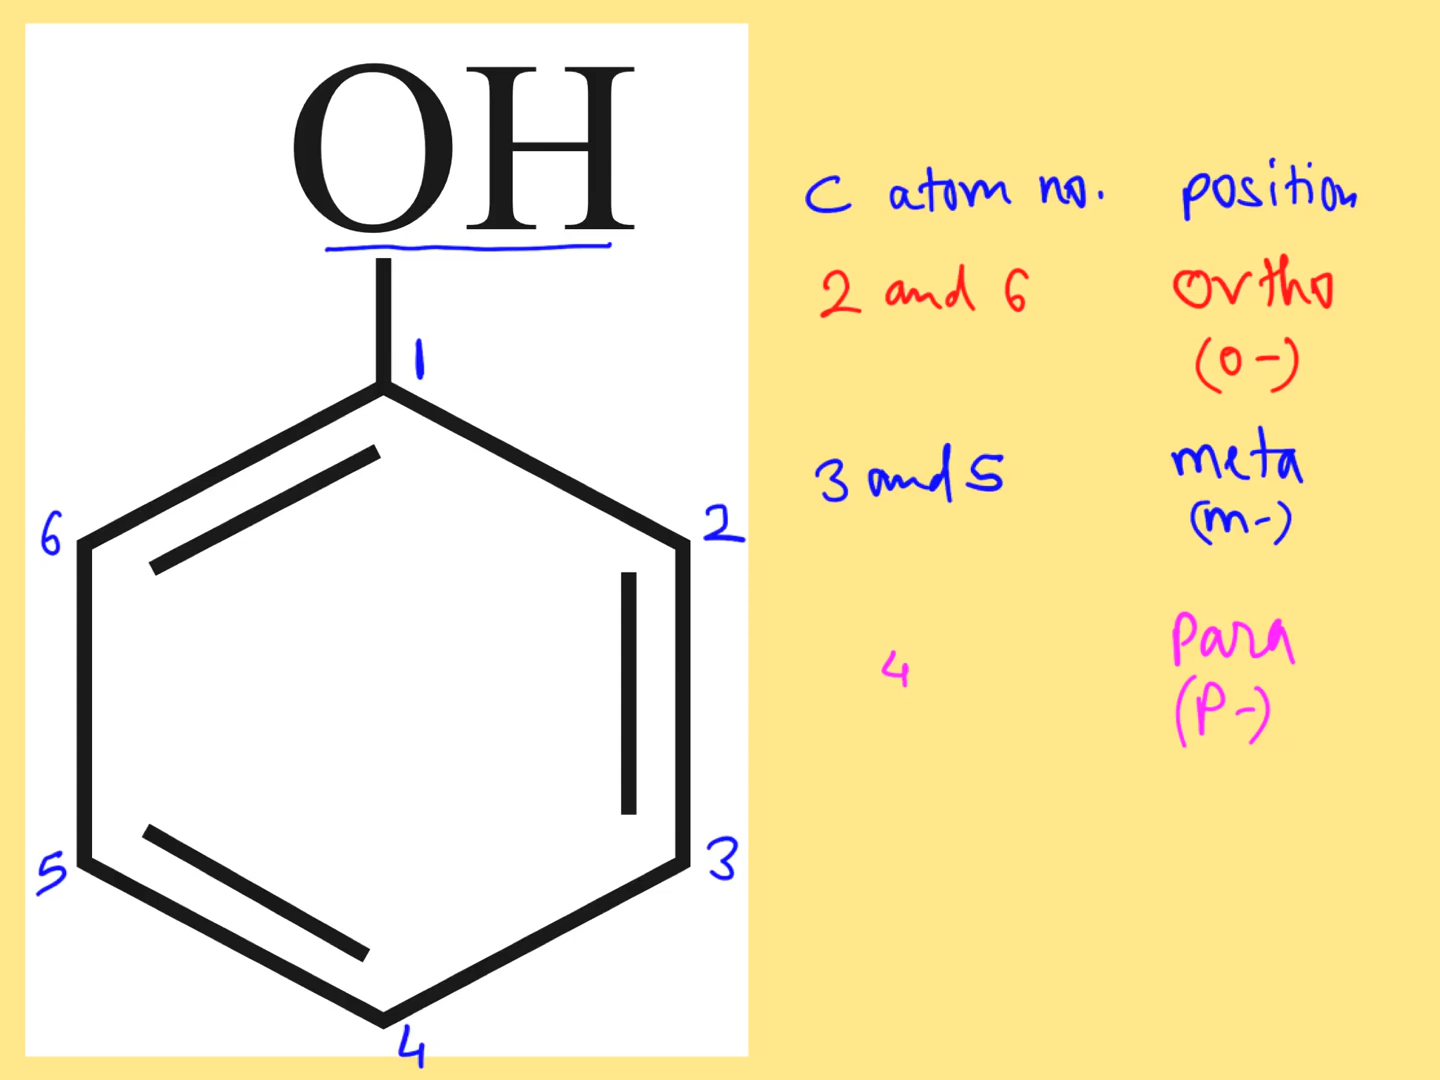 OH
1
6
2
5
3
4
C atom no. position
2 and 6 ortho
(o-)
3 and 5 meta
(m-)
4 para
(P-)